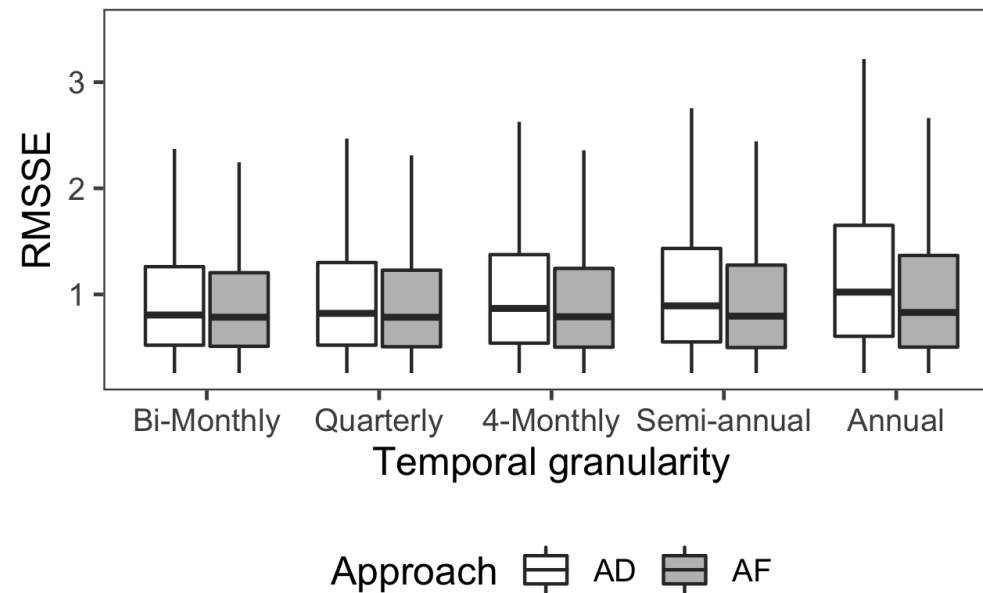 RMSSE
3
2
1
Bi-Monthly Quarterly 4-Monthly Semi-annual Annual
Temporal granularity
Approach AD AF